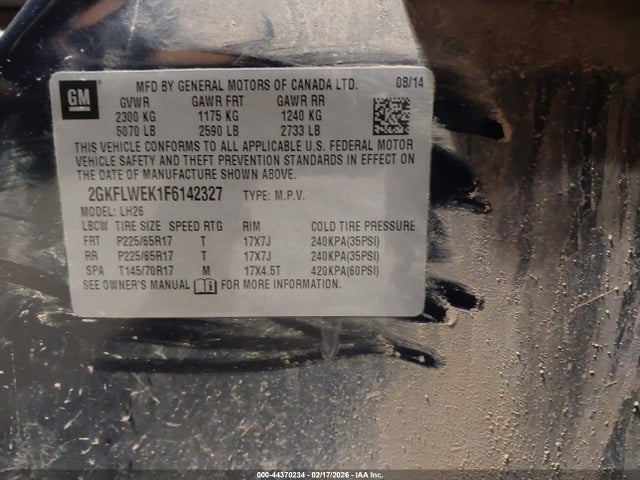 GM
MFD BY GENERAL MOTORS OF CANADA LTD. 08/14
GVWR GAWR FRT GAWR RR
2300 KG 1175 KG 1240 KG
5070 LB 2590 LB 2733 LB
THIS VEHICLE CONFORMS TO ALL APPLICABLE U.S. FEDERAL MOTOR
VEHICLE SAFETY AND THEFT PREVENTION STANDARDS IN EFFECT ON
THE DATE OF MANUFACTURE SHOWN ABOVE.
2GKFLWEK1F6142327 TYPE: M.P.V.
MODEL: LH26
LBCW TIRE SIZE SPEED RTG RIM COLD TIRE PRESSURE
FRT P225/65R17 T 17X7J 240KPA(35PSI)
RR P225/65R17 T 17X7J 240KPA(35PSI)
SPA T145/70R17 M 17X4.5T 420KPA(60PSI)
SEE OWNER'S MANUAL FOR MORE INFORMATION.
000-44370234 - 02/17/2026 - IAA Inc.